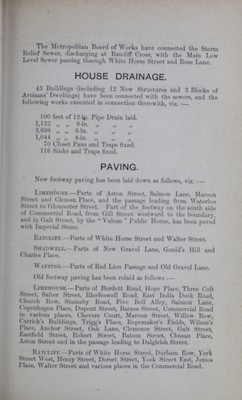 The Metropolitan Board of Works have connected the Storm
Relief Sewer, discharging at Ratcliff Cross, with the Main Low
Level Sewer passing through White Horse Street and Rose Lane.
HOUSE DRAINAGE.
43 Buildings (including 12 New Structures and 3 Blocks of
Artizans' Dwellings) have been connected with the sewers, and the
following works executed in connection therewith, viz. :—
100 feet of 12-in. Pipe Drain laid.
1,122 „ „ 9-in. „ „ „
3,698 „ „ 6-in. „ „ „
1,044 „ „ 4-in. „ „ „
70 Closet Pans and Traps fixed.
116 Sinks and Traps fixed.
PAVING.
New footway paving has been laid down as follows, viz. :—
LIMEHOUSE.—Parts of Aston Street, Salmon Lane, Maroon
Street and Chusan Place, and the passage leading from Waterloo
Street to Gloucester Street. Part of the footway on the south side
of Commercial Road, from Gill Street westward to the boundary,
and in Galt Street, by the "Vulcan" Public House, has been paved
with Imperial Stone.
RATCLIFF.—Parts of White Horse Street and Walter Street.
SHADWELL.—Parts of New Gravel Lane, Gould's Hill and
Charles Place.
WAPPING.—Parts of Red Lion Passage and Old Gravel Lane.
Old footway paving has been relaid as follows :—
LIMEHOUSE.—Parts of Burdett Road, Hope Place, Three Colt
Street, Salter Street, Rhodeswell Road, East India Dock Road,
Church Row, Stainsby Road, Five Bell Alley, Salmon Lane,
Copenhagen Place, Dupont Street, Barnes Street, Commercial Road
in various places, Chevers Court, Maroon Street, Willow Row,
Carrick's Buildings, Trigg's Place, Ropemaker's Fields, Wilson's
Place, Anchor Street, Oak Lane, Clemence Street, Galt Street,
Eastfield Street, Robert Street, Batson Street, Chusan Place,
Aston Street and in the passage leading to Dalgleish Street.
RATCLIFF.—Parts of White Horse Street, Durham Row, York
Street West, Henry Street, Dorset Street, York Street East, Jones
Place, Walter Street and various places in the Commercial Road.